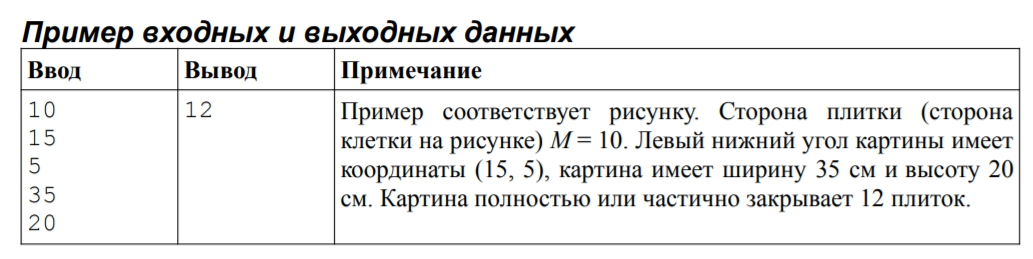 Пример входных и выходных данных
Ввод Вывод Примечание
10 12 Пример соответствует рисунку. Сторона плитки (сторона
15 клетки на рисунке) M = 10. Левый нижний угол картины имеет
5 координаты (15, 5), картина имеет ширину 35 см и высоту 20
35 см. Картина полностью или частично закрывает 12 плиток.
20